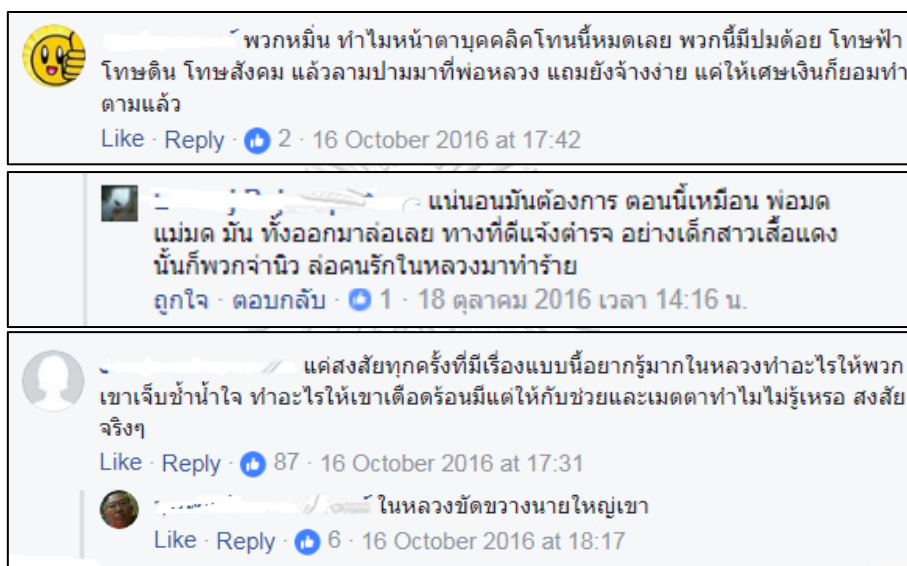 พวกหมิ่น ทำไมหน้าตาบุคคลิคโทนนี้หมดเลย พวกนี้มีปมด้อย โทษฟ้า
โทษดิน โทษสังคม แล้วลามปามมาที่พ่อหลวง แถมยังจ้างง่าย แค่ให้เศษเงินก็ยอมทำ
ตามแล้ว
Like · Reply · 2 · 16 October 2016 at 17:42
แน่นอนมันต้องการ ตอนนี้เหมือน พ่อมด
แม่มด มัน ทั้งออกมาล่อเลย ทางที่ดีแจ้งตำรจ อย่างเด็กสาวเสื้อแดง
นั้นก็พวกจ่านิว ล่อคนรักในหลวงมาทำร้าย
ถูกใจ · ตอบกลับ · 1 · 18 ตุลาคม 2016 เวลา 14:16 น.
แค่สงสัยทุกครั้งที่มีเรื่องแบบนี้อยากรู้มากในหลวงทำอะไรให้พวก
เขาเจ็บช้ำน้ำใจ ทำอะไรให้เขาเดือดร้อนมีแต่ให้กับช่วยและเมตตาทำไมไม่รู้เหรอ สงสัย
จริงๆ
Like · Reply · 87 · 16 October 2016 at 17:31
ในหลวงขัดขวางนายใหญ่เขา
Like · Reply · 6 · 16 October 2016 at 18:17